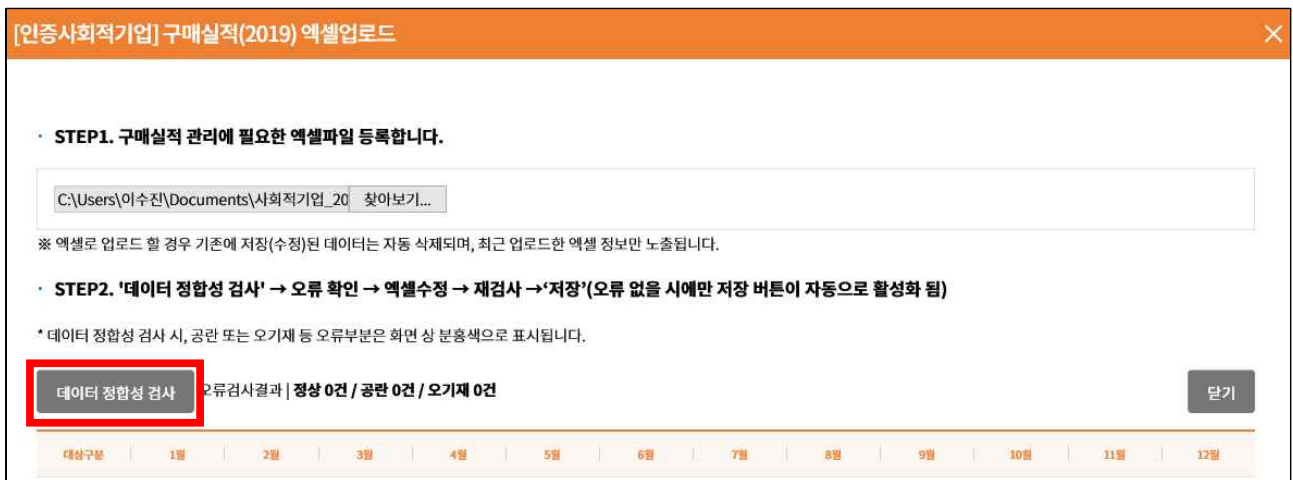 [인증사회적기업] 구매실적(2019) 엑셀업로드
· STEP1. 구매실적 관리에 필요한 엑셀파일 등록합니다.
C:\Users\이수진\Documents\사회적기업_20 찾아보기...
※ 엑셀로 업로드 할 경우 기존에 저장(수정)된 데이터는 자동 삭제되며, 최근 업로드한 엑셀 정보만 노출됩니다.
· STEP2. '데이터 정합성 검사' → 오류 확인 → 엑셀수정 → 재검사 →‘저장’(오류 없을 시에만 저장 버튼이 자동으로 활성화 됨)
* 데이터 정합성 검사 시, 공란 또는 오기재 등 오류부분은 화면 상 분홍색으로 표시됩니다.
데이터 정합성 검사 오류검사결과 | 정상 0건 / 공란 0건 / 오기재 0건 닫기
대상구분 1월 2월 3월 4월 5월 6월 7월 8월 9월 10월 11월 12월